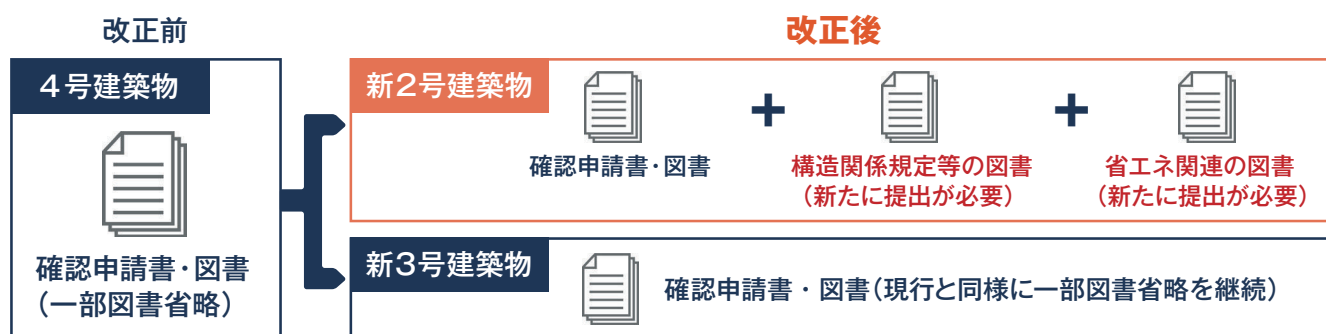 改正前
4号建築物
確認申請書・図書
(一部図書省略)
改正後
新2号建築物
確認申請書・図書
+
構造関係規定等の図書
(新たに提出が必要)
+
省エネ関連の図書
(新たに提出が必要)
新3号建築物
確認申請書・図書(現行と同様に一部図書省略を継続)